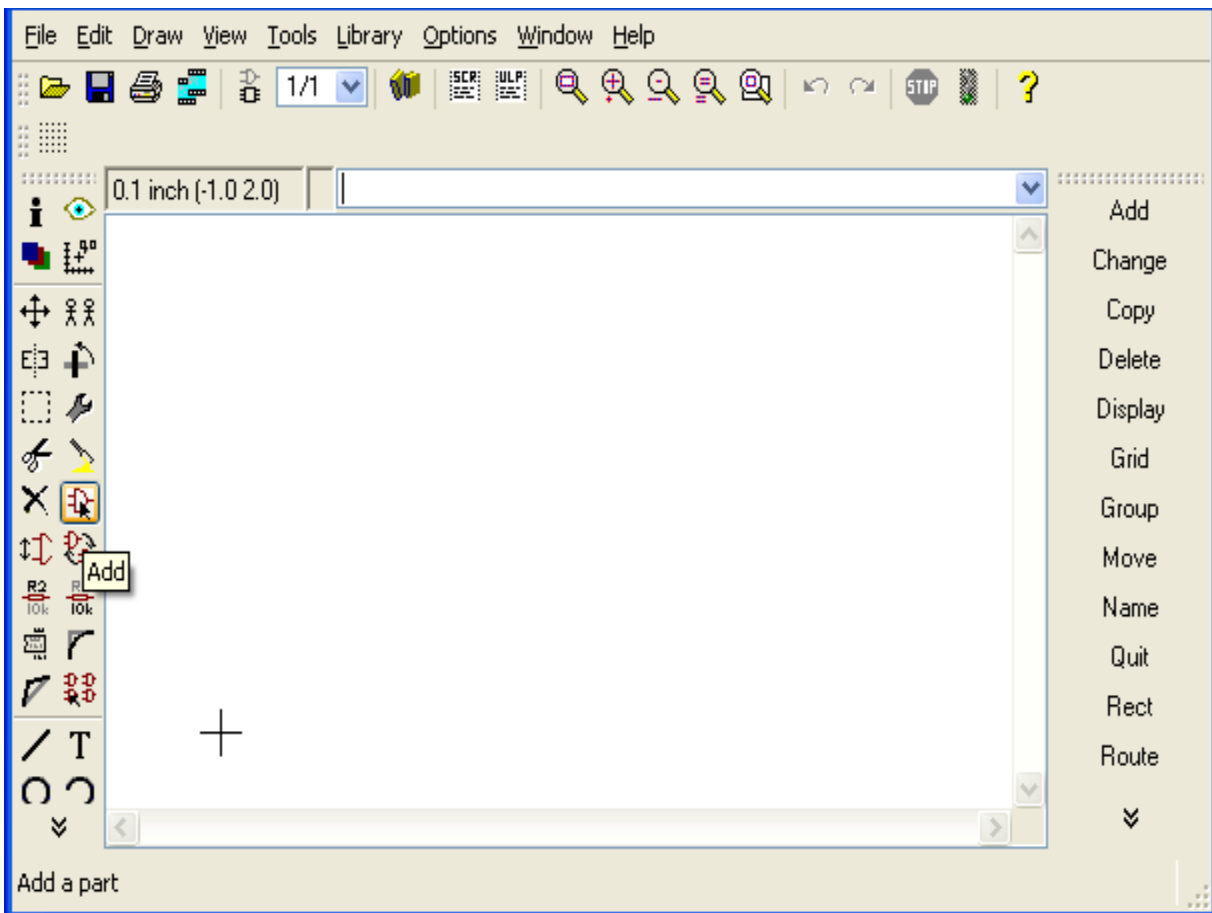 File Edit Draw View Tools Library Options Window Help
1/1 SCR ULP STOP ?
0.1 inch (-1.0 2.0)
Add
Change
Copy
Delete
Display
Grid
Group
Move
Name
Quit
Rect
Route
Add
R2
10k
10k
T
Add a part